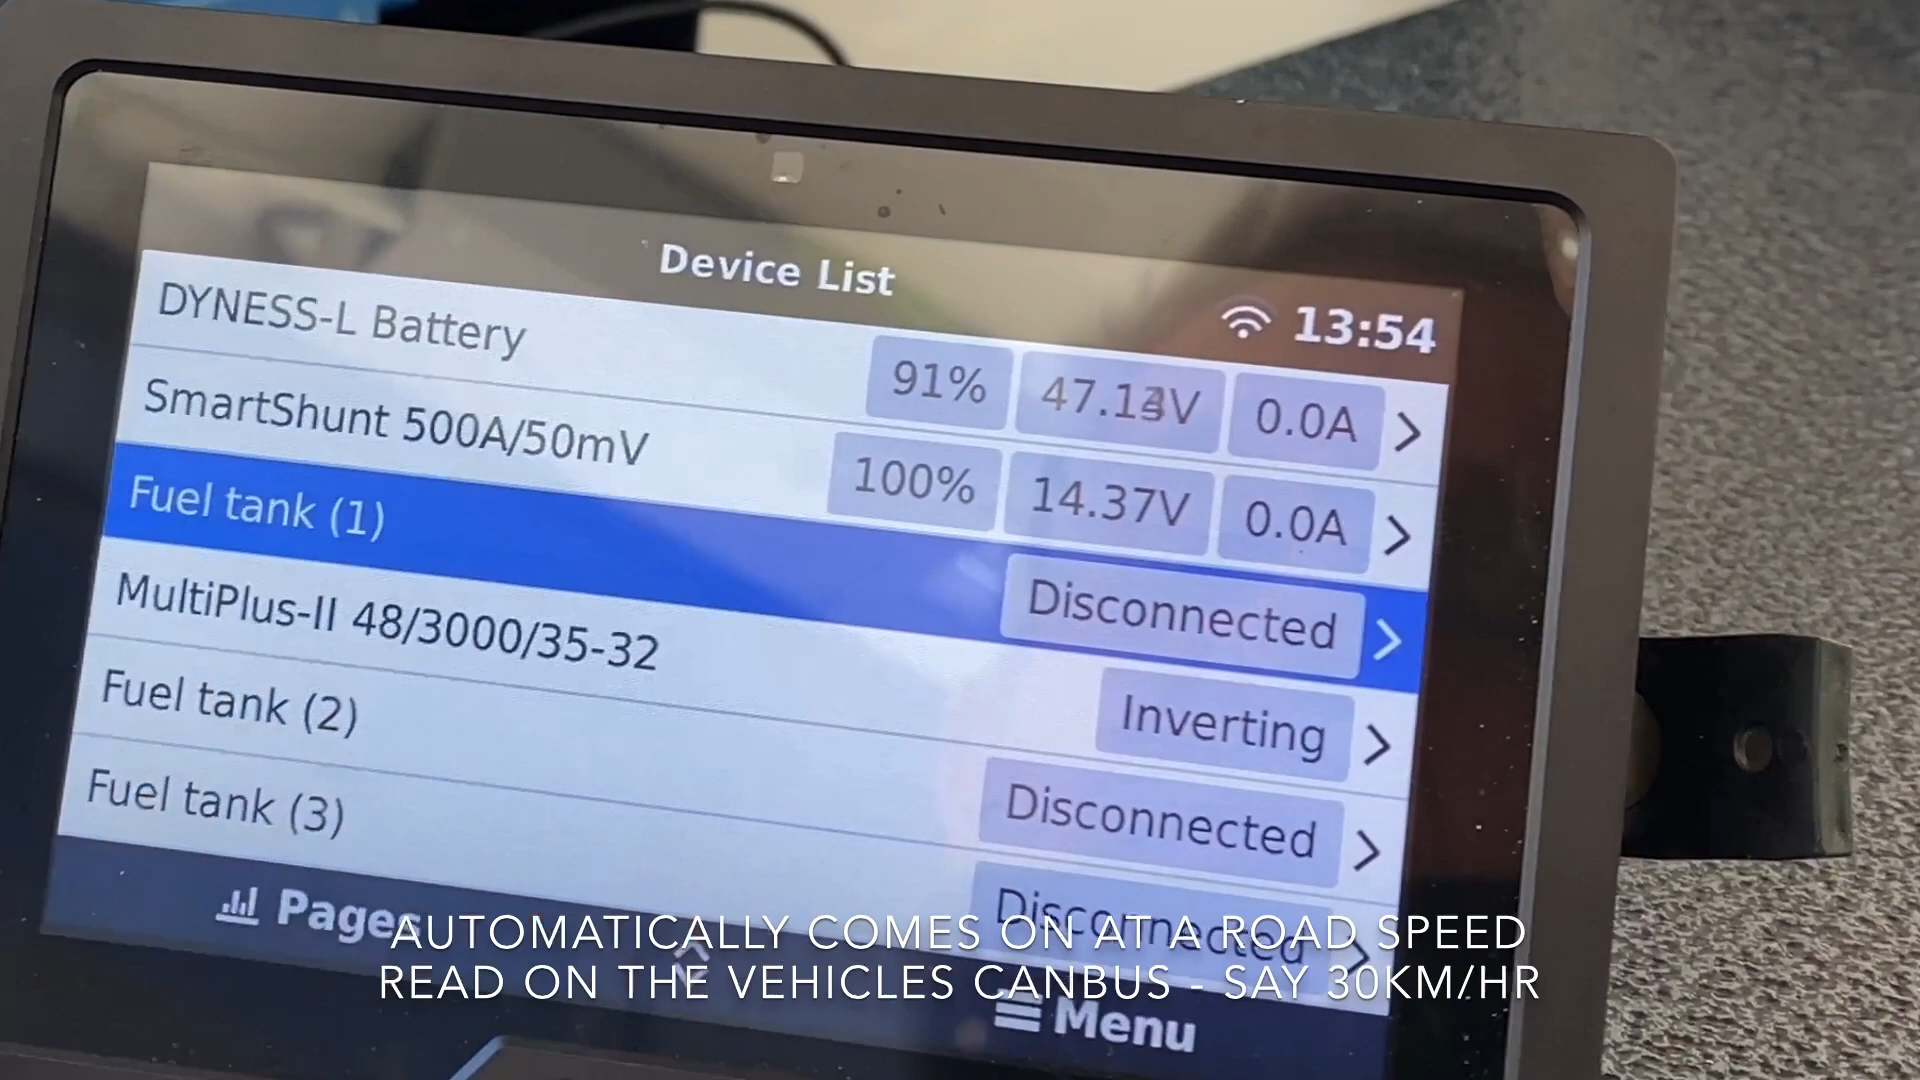 Device List
13:54
DYNESS-L Battery 91% 0.0A
SmartShunt 500A/50mV 100% 14.37V 0.0A
Fuel tank (1) Disconnected
MultiPlus-II 48/3000/35-32 Inverting
Fuel tank (2) Disconnected
Fuel tank (3) Disconnected
Pages
Menu
AUTOMATICALLY COMES ON AT A ROAD SPEED
READ ON THE VEHICLES CANBUS - SAY 30KM/HR